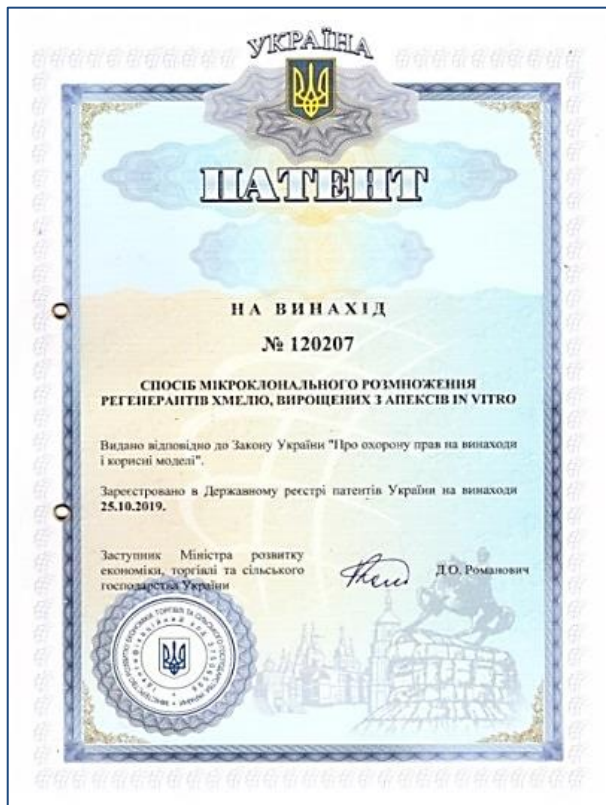 УКРАЇНА
ПАТЕНТ
НА ВИНАХІД
№ 120207
СПОСІБ МІКРОКЛОНАЛЬНОГО РОЗМНОЖЕННЯ
РЕГЕНЕРАНТІВ ХМЕЛЮ, ВИРОЩЕНИХ З АПЕКСІВ IN VITRO
Видано відповідно до Закону України "Про охорону прав на винаходи
і корисні моделі".
Зареєстровано в Державному реєстрі патентів України на винаходи
25.10.2019.
Заступник Міністра розвитку
економіки, торгівлі та сільського
господарства України
Д.О. Романович